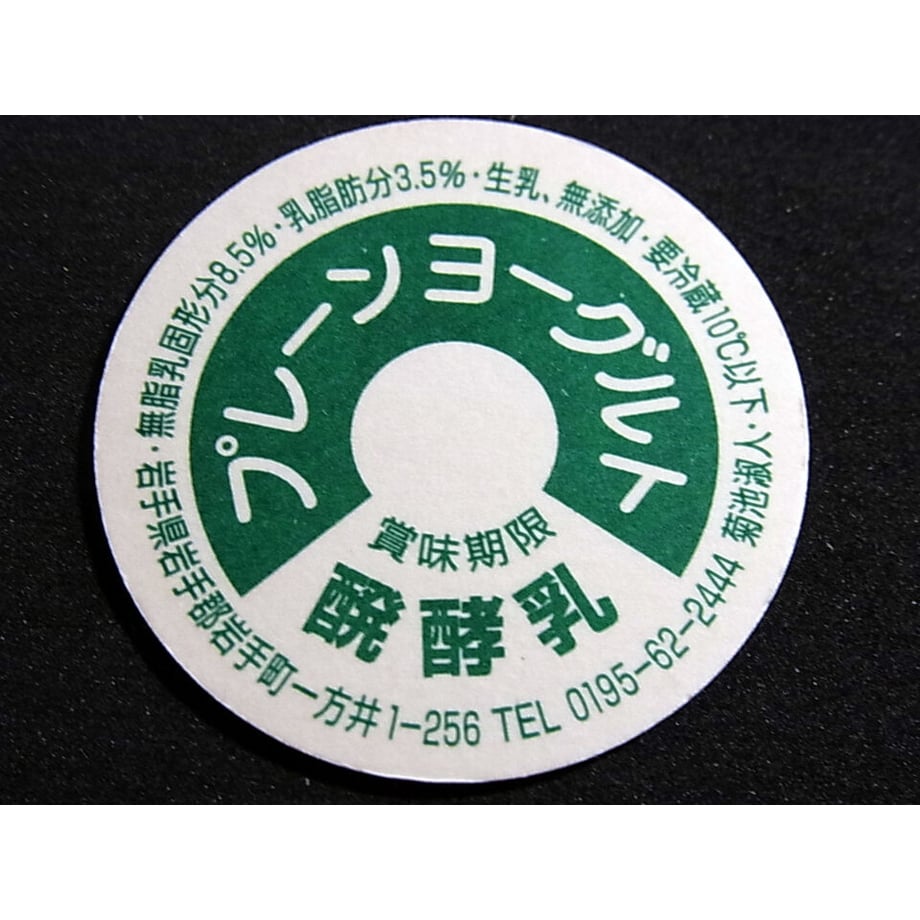 無脂乳固形分8.5%・乳脂肪分3.5%・生乳、無添加・要冷蔵10℃以下・
プレーンヨーグルト
賞味期限
醗酵乳
岩手県岩手郡岩手町一方井1-256 TEL 0195-62-2444 菊池淑人